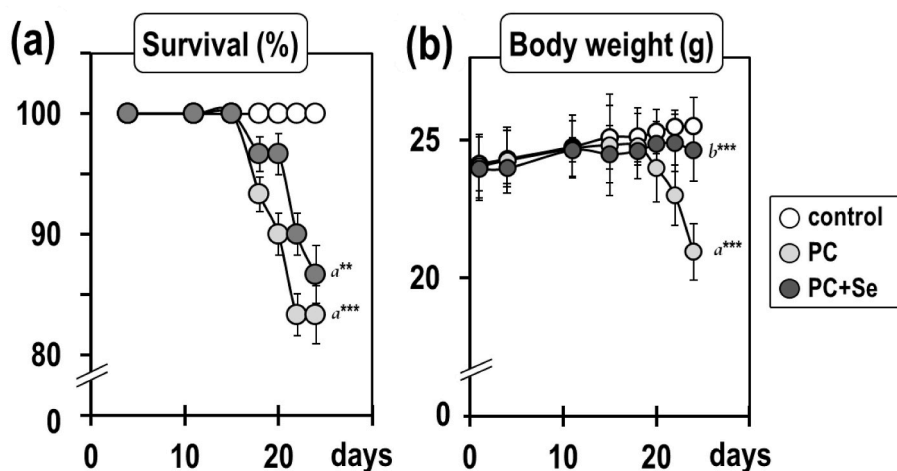 (a)
Survival (%)
100
90
80
0
0 10 20 days
a**
a***
(b)
Body weight (g)
25
20
0
0 10 20 days
b***
a***
control
PC
PC+Se